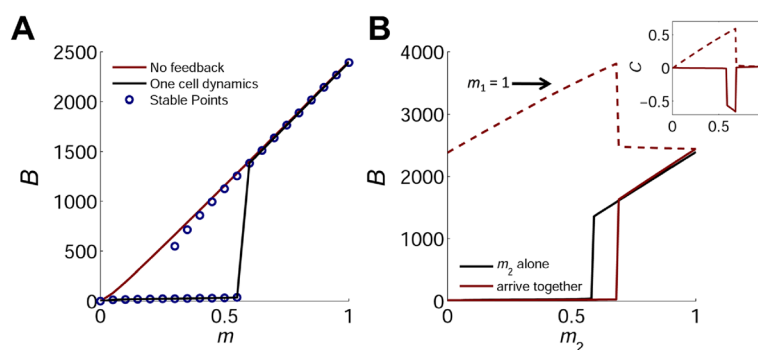 A
B
2500
2000
1500
1000
500
0
No feedback
One cell dynamics
Stable Points
B
0
0.5
1
m
B
4000
3000
2000
1000
0
m₁ = 1
m₂ alone
arrive together
0
0.5
1
m₂
C
0.5
0
−0.5
0
0.5